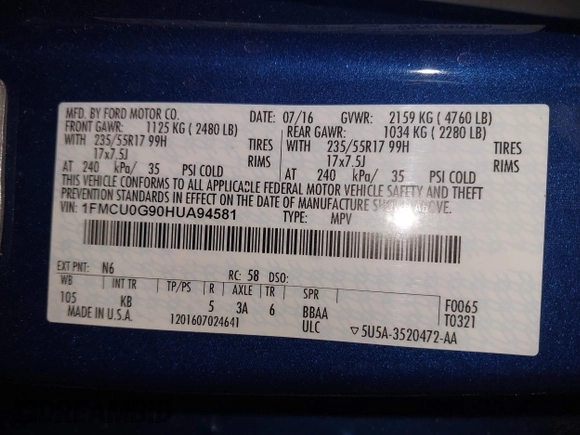 MFD. BY FORD MOTOR CO. DATE: 07/16 GVWR: 2159 KG ( 4760 LB)
FRONT GAWR: 1125 KG ( 2480 LB) REAR GAWR: 1034 KG ( 2280 LB)
WITH 235/55R17 99H TIRES WITH 235/55R17 99H TIRES
17x7.5J RIMS 17x7.5J RIMS
AT 240 kPa/ 35 PSI COLD AT 240 kPa/ 35 PSI COLD
THIS VEHICLE CONFORMS TO ALL APPLICABLE FEDERAL MOTOR VEHICLE SAFETY AND THEFT
PREVENTION STANDARDS IN EFFECT ON THE DATE OF MANUFACTURE SHOWN ABOVE.
VIN: 1FMCU0G90HUA94581 TYPE: MPV
EXT PNT: N6 RC: 58 DSO:
WB INT TR TP/PS R AXLE TR SPR
105 KB 5 3A 6 BBAA F0065
MADE IN U.S.A. 1201607024641 ULC T0321
▽5U5A-3520472-AA